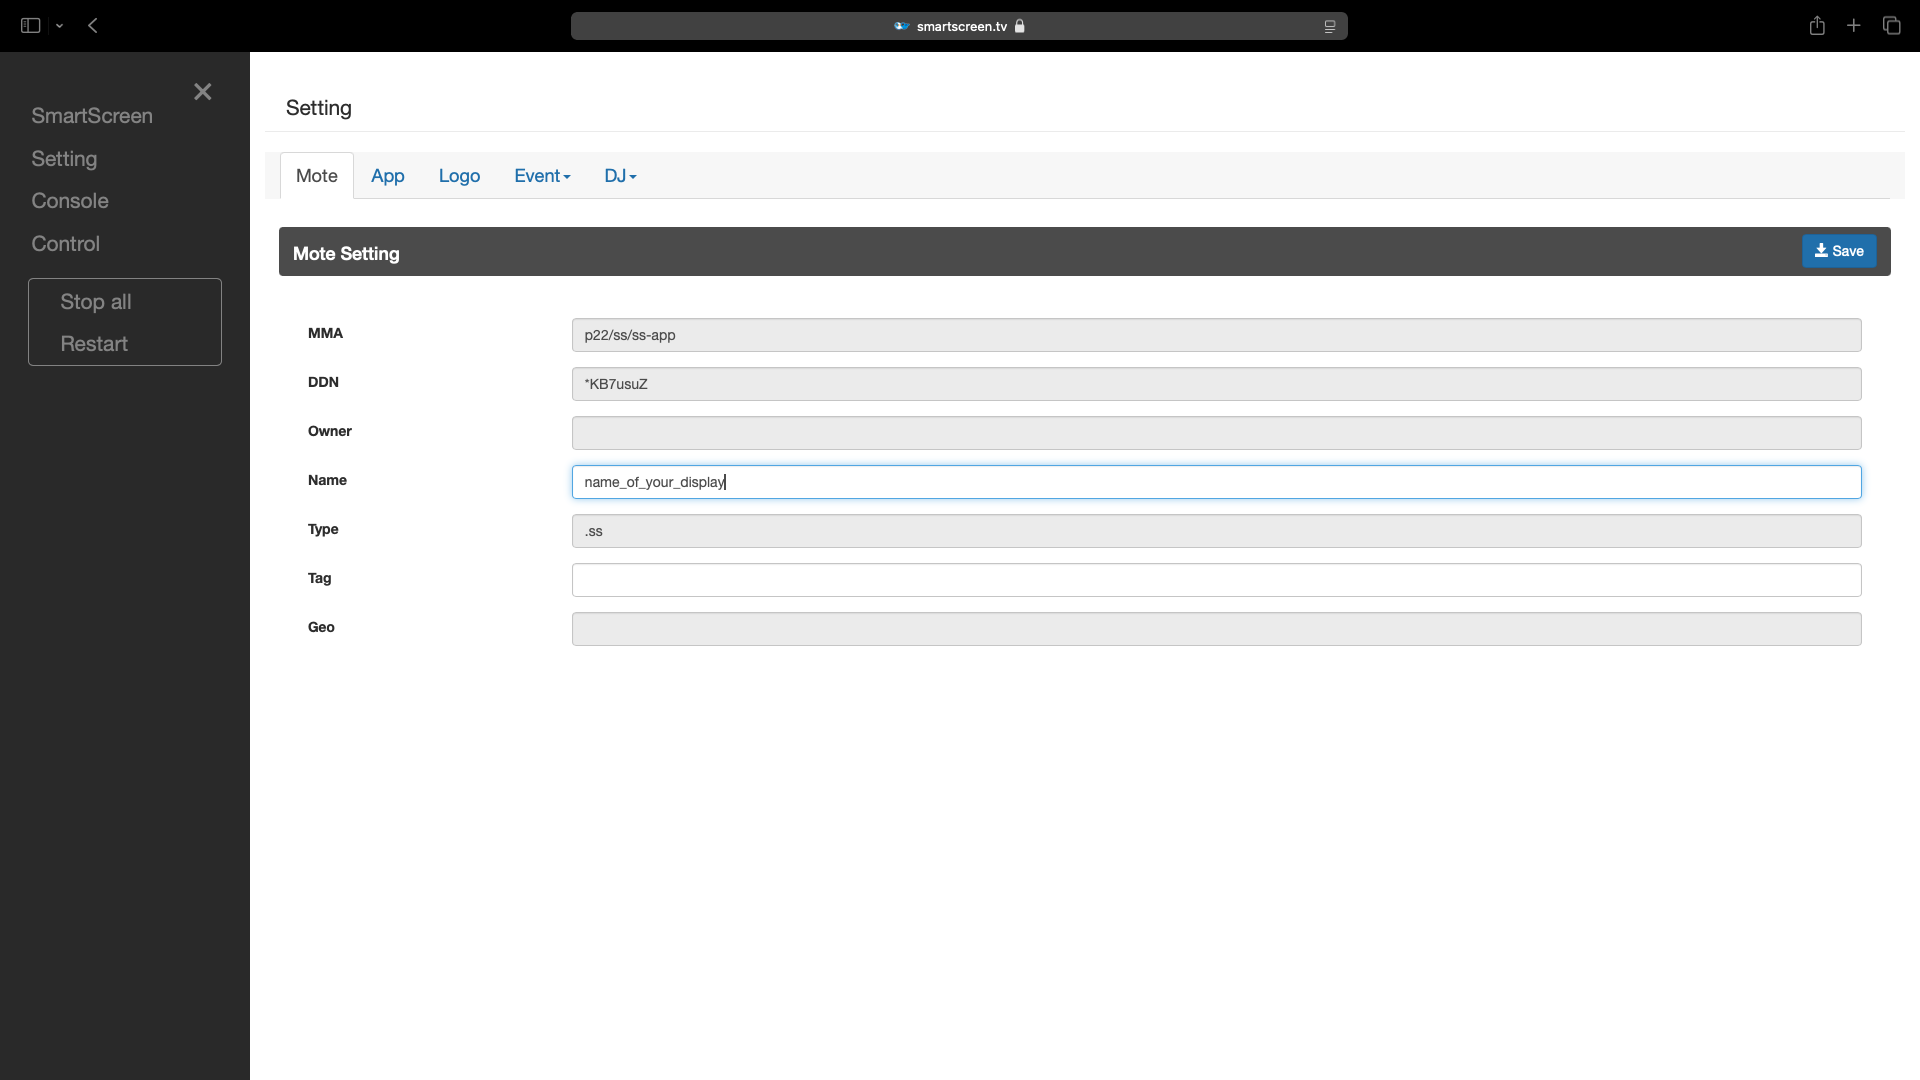 smartscreen.tv
SmartScreen
Setting
Console
Control
Stop all
Restart
Setting
Mote App Logo Event DJ
Mote Setting Save
MMA p22/ss/ss-app
DDN *KB7usuZ
Owner
Name name_of_your_display
Type .ss
Tag
Geo